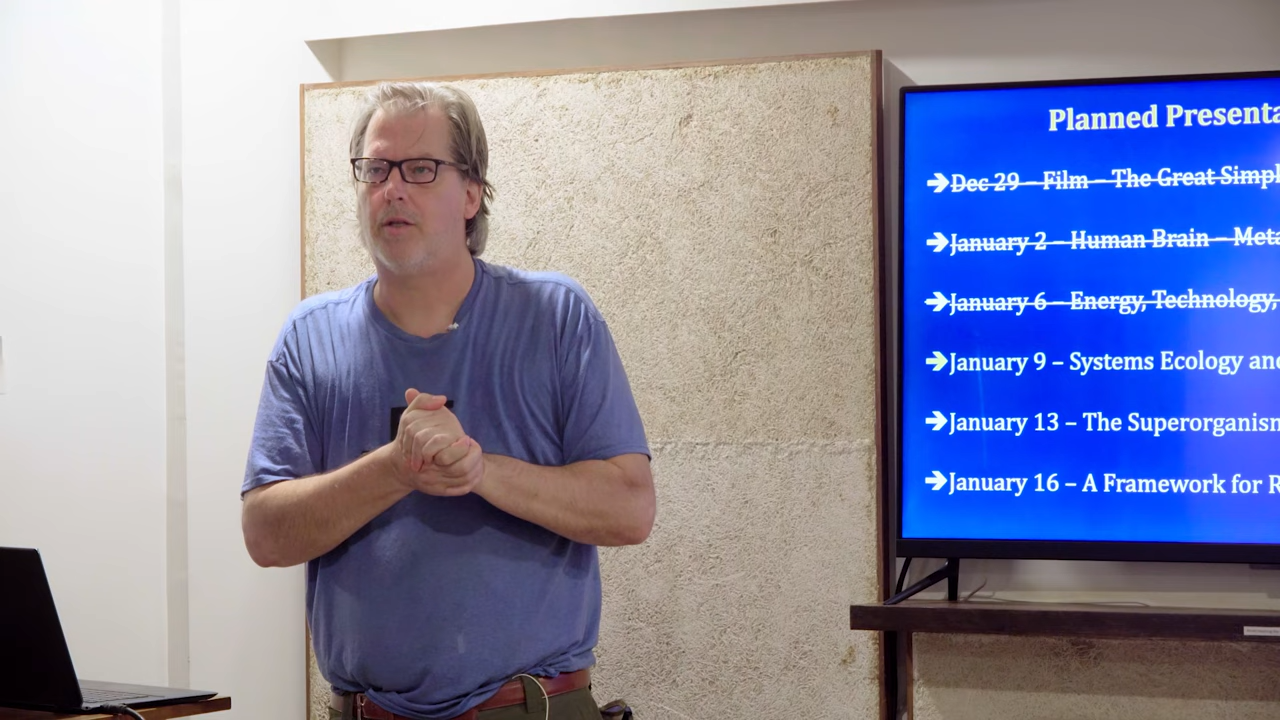 Planned Presenta
➔Dec 29 – Film – The Great Simpl
➔January 2 – Human Brain – Meta
➔January 6 – Energy, Technology,
➔January 9 – Systems Ecology and
➔January 13 – The Superorganism
➔January 16 – A Framework for R